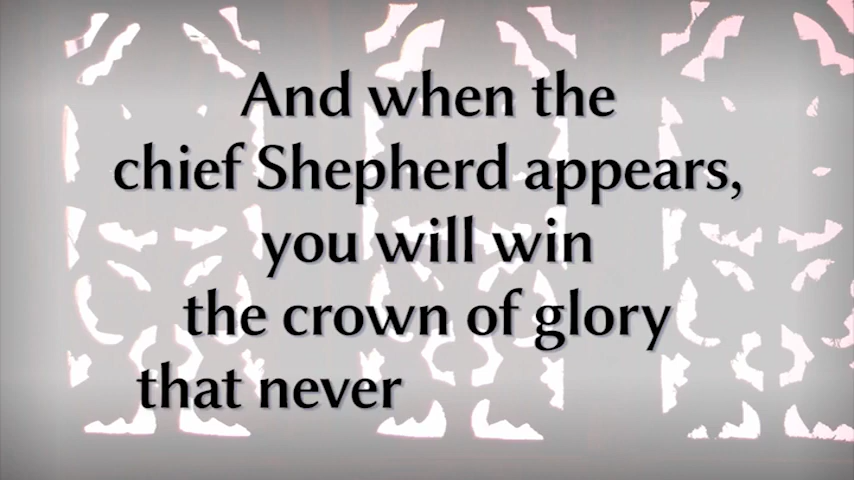 And when the
chief Shepherd appears,
you will win
the crown of glory
that never